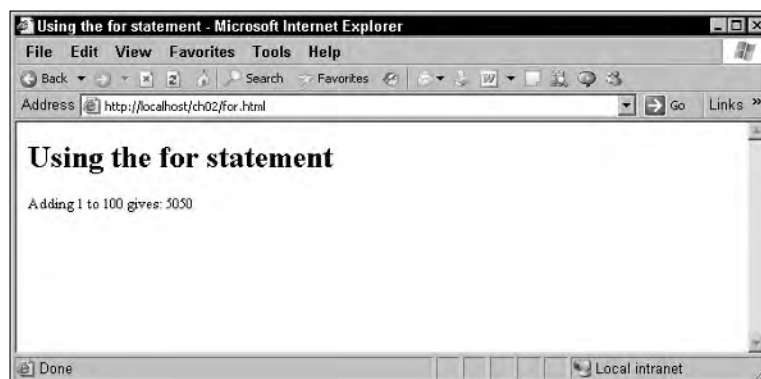 Using the for statement - Microsoft Internet Explorer
File Edit View Favorites Tools Help
Back Search Favorites
Address http://localhost/ch02/for.html Go Links »
Using the for statement
Adding 1 to 100 gives: 5050
Done Local intranet